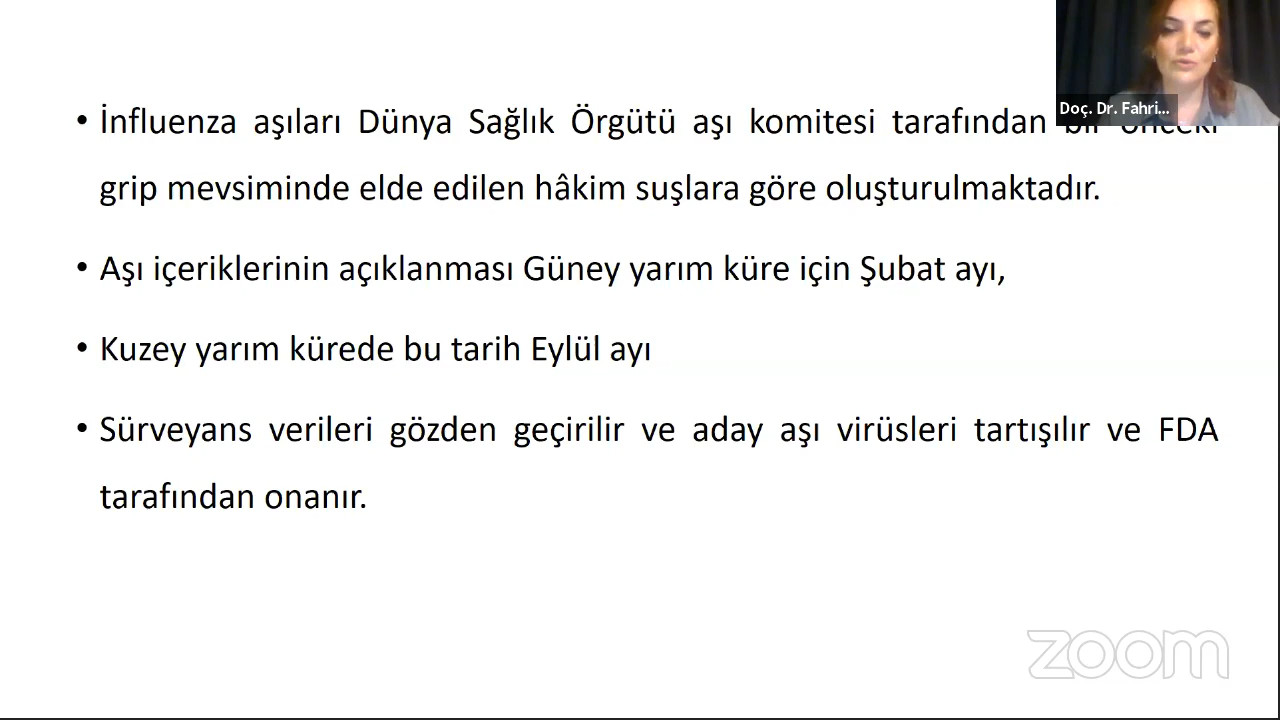 • İnfluenza aşıları Dünya Sağlık Örgütü aşı komitesi tarafından bir önceki
grip mevsiminde elde edilen hâkim suşlara göre oluşturulmaktadır.
• Aşı içeriklerinin açıklanması Güney yarım küre için Şubat ayı,
• Kuzey yarım kürede bu tarih Eylül ayı
• Sürveyans verileri gözden geçirilir ve aday aşı virüsleri tartışılır ve FDA
tarafından onanır.
Doç. Dr. Fahri...
zoom